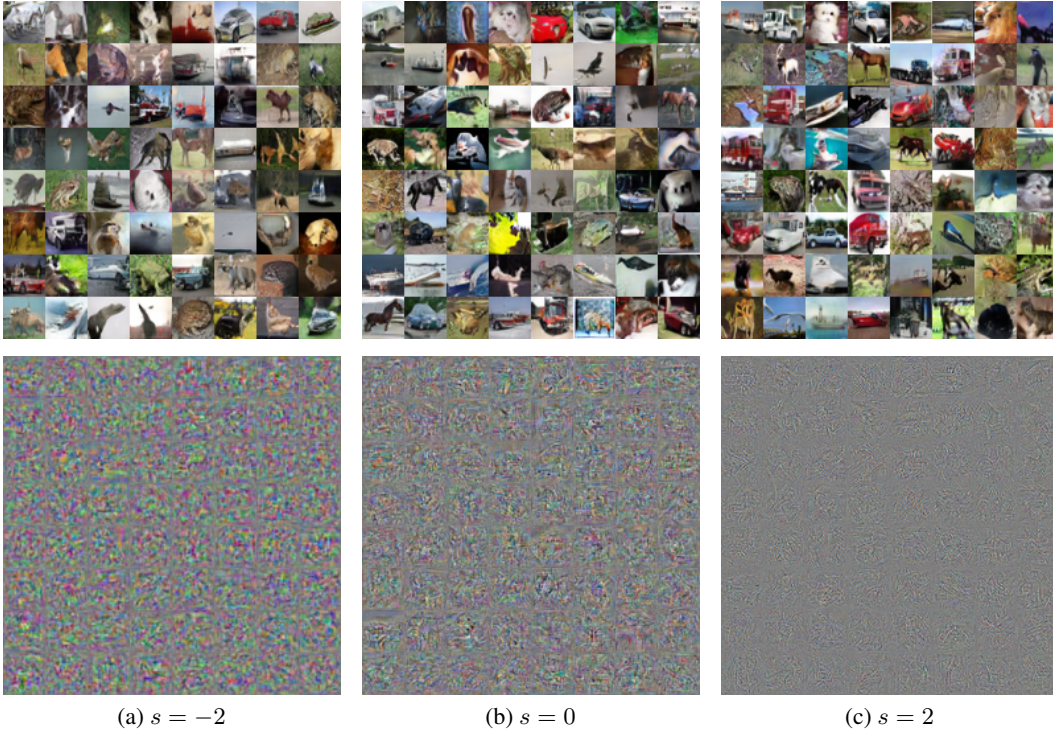 (a) s = −2
(b) s = 0
(c) s = 2